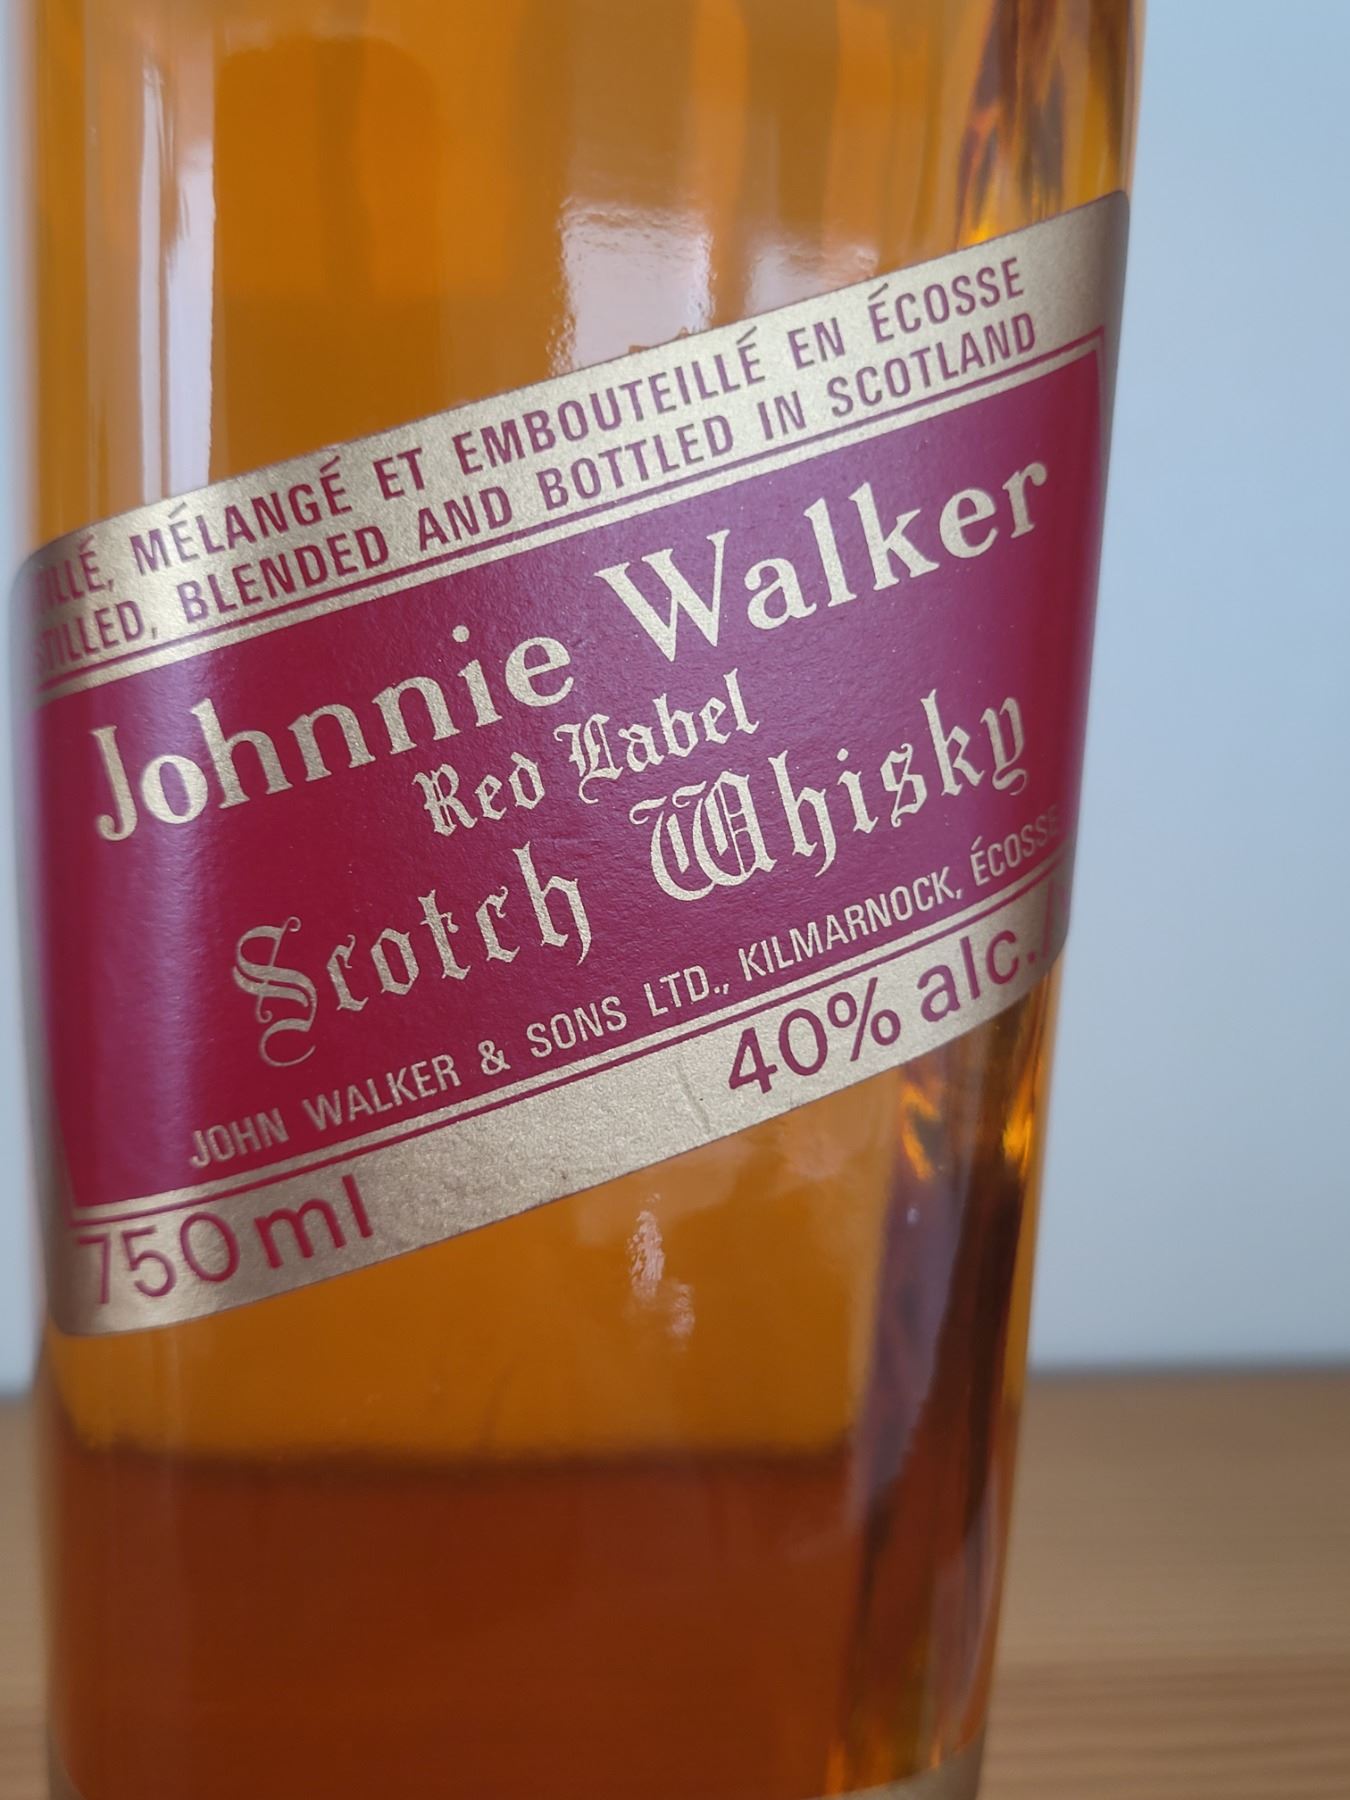 MÉLANGÉ ET EMBOUTEILLÉ EN ÉCOSSE
BLENDED AND BOTTLED IN SCOTLAND
Johnnie Walker
Red Label
Scotch Whisky
JOHN WALKER & SONS LTD., KILMARNOCK, ÉCOSSE
750ml 40% alc./